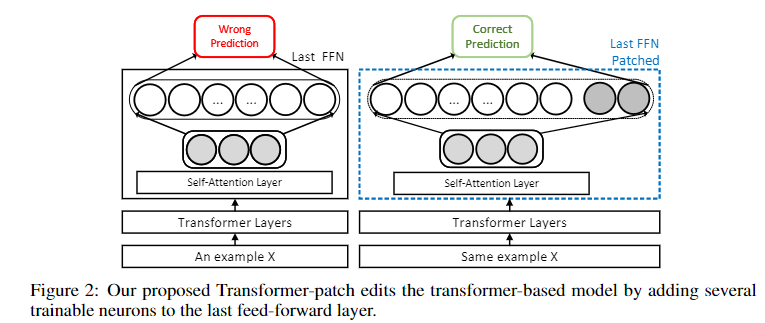 Wrong
Prediction
Last FFN
... ...
Self-Attention Layer
Transformer Layers
An example X
Correct
Prediction
Last FFN
Patched
... ...
Self-Attention Layer
Transformer Layers
Same example X
Figure 2: Our proposed Transformer-patch edits the transformer-based model by adding several
trainable neurons to the last feed-forward layer.